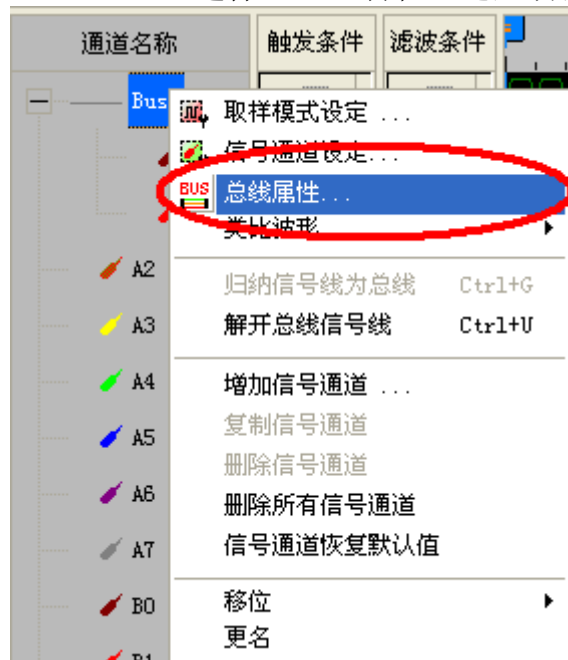 通道名称 触发条件 滤波条件
Bus
取样模式设定 ...
信号通道设定...
BUS 总线属性...
类比波形
A2
归纳信号线为总线 Ctrl+G
A3
解开总线信号线 Ctrl+U
A4
增加信号通道 ...
复制信号通道
A5
删除信号通道
A6
删除所有信号通道
A7
信号通道恢复默认值
B0
移位
更名
B1